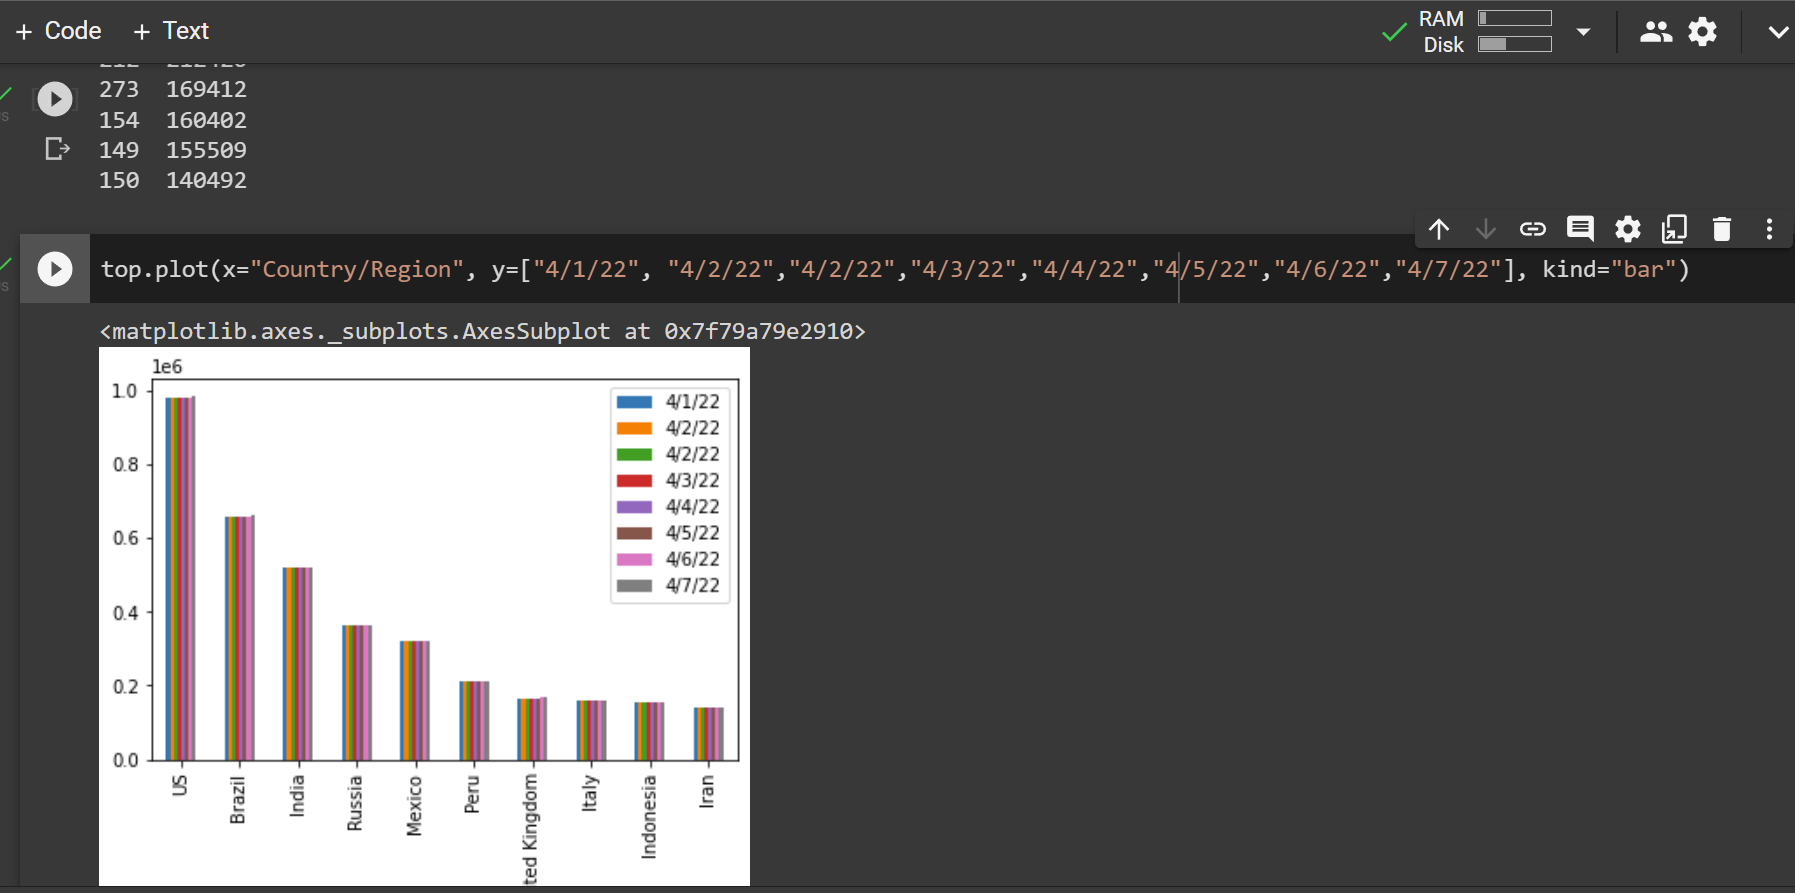 + Code + Text
RAM
Disk
273 169412
154 160402
149 155509
150 140492
top.plot(x="Country/Region", y=["4/1/22", "4/2/22","4/2/22","4/3/22","4/4/22","4/5/22","4/6/22","4/7/22"], kind="bar")
<matplotlib.axes._subplots.AxesSubplot at 0x7f79a79e2910>
1e6
1.0
0.8
0.6
0.4
0.2
0.0
4/1/22
4/2/22
4/2/22
4/3/22
4/4/22
4/5/22
4/6/22
4/7/22
US
Brazil
India
Russia
Mexico
Peru
ted Kingdom
Italy
Indonesia
Iran